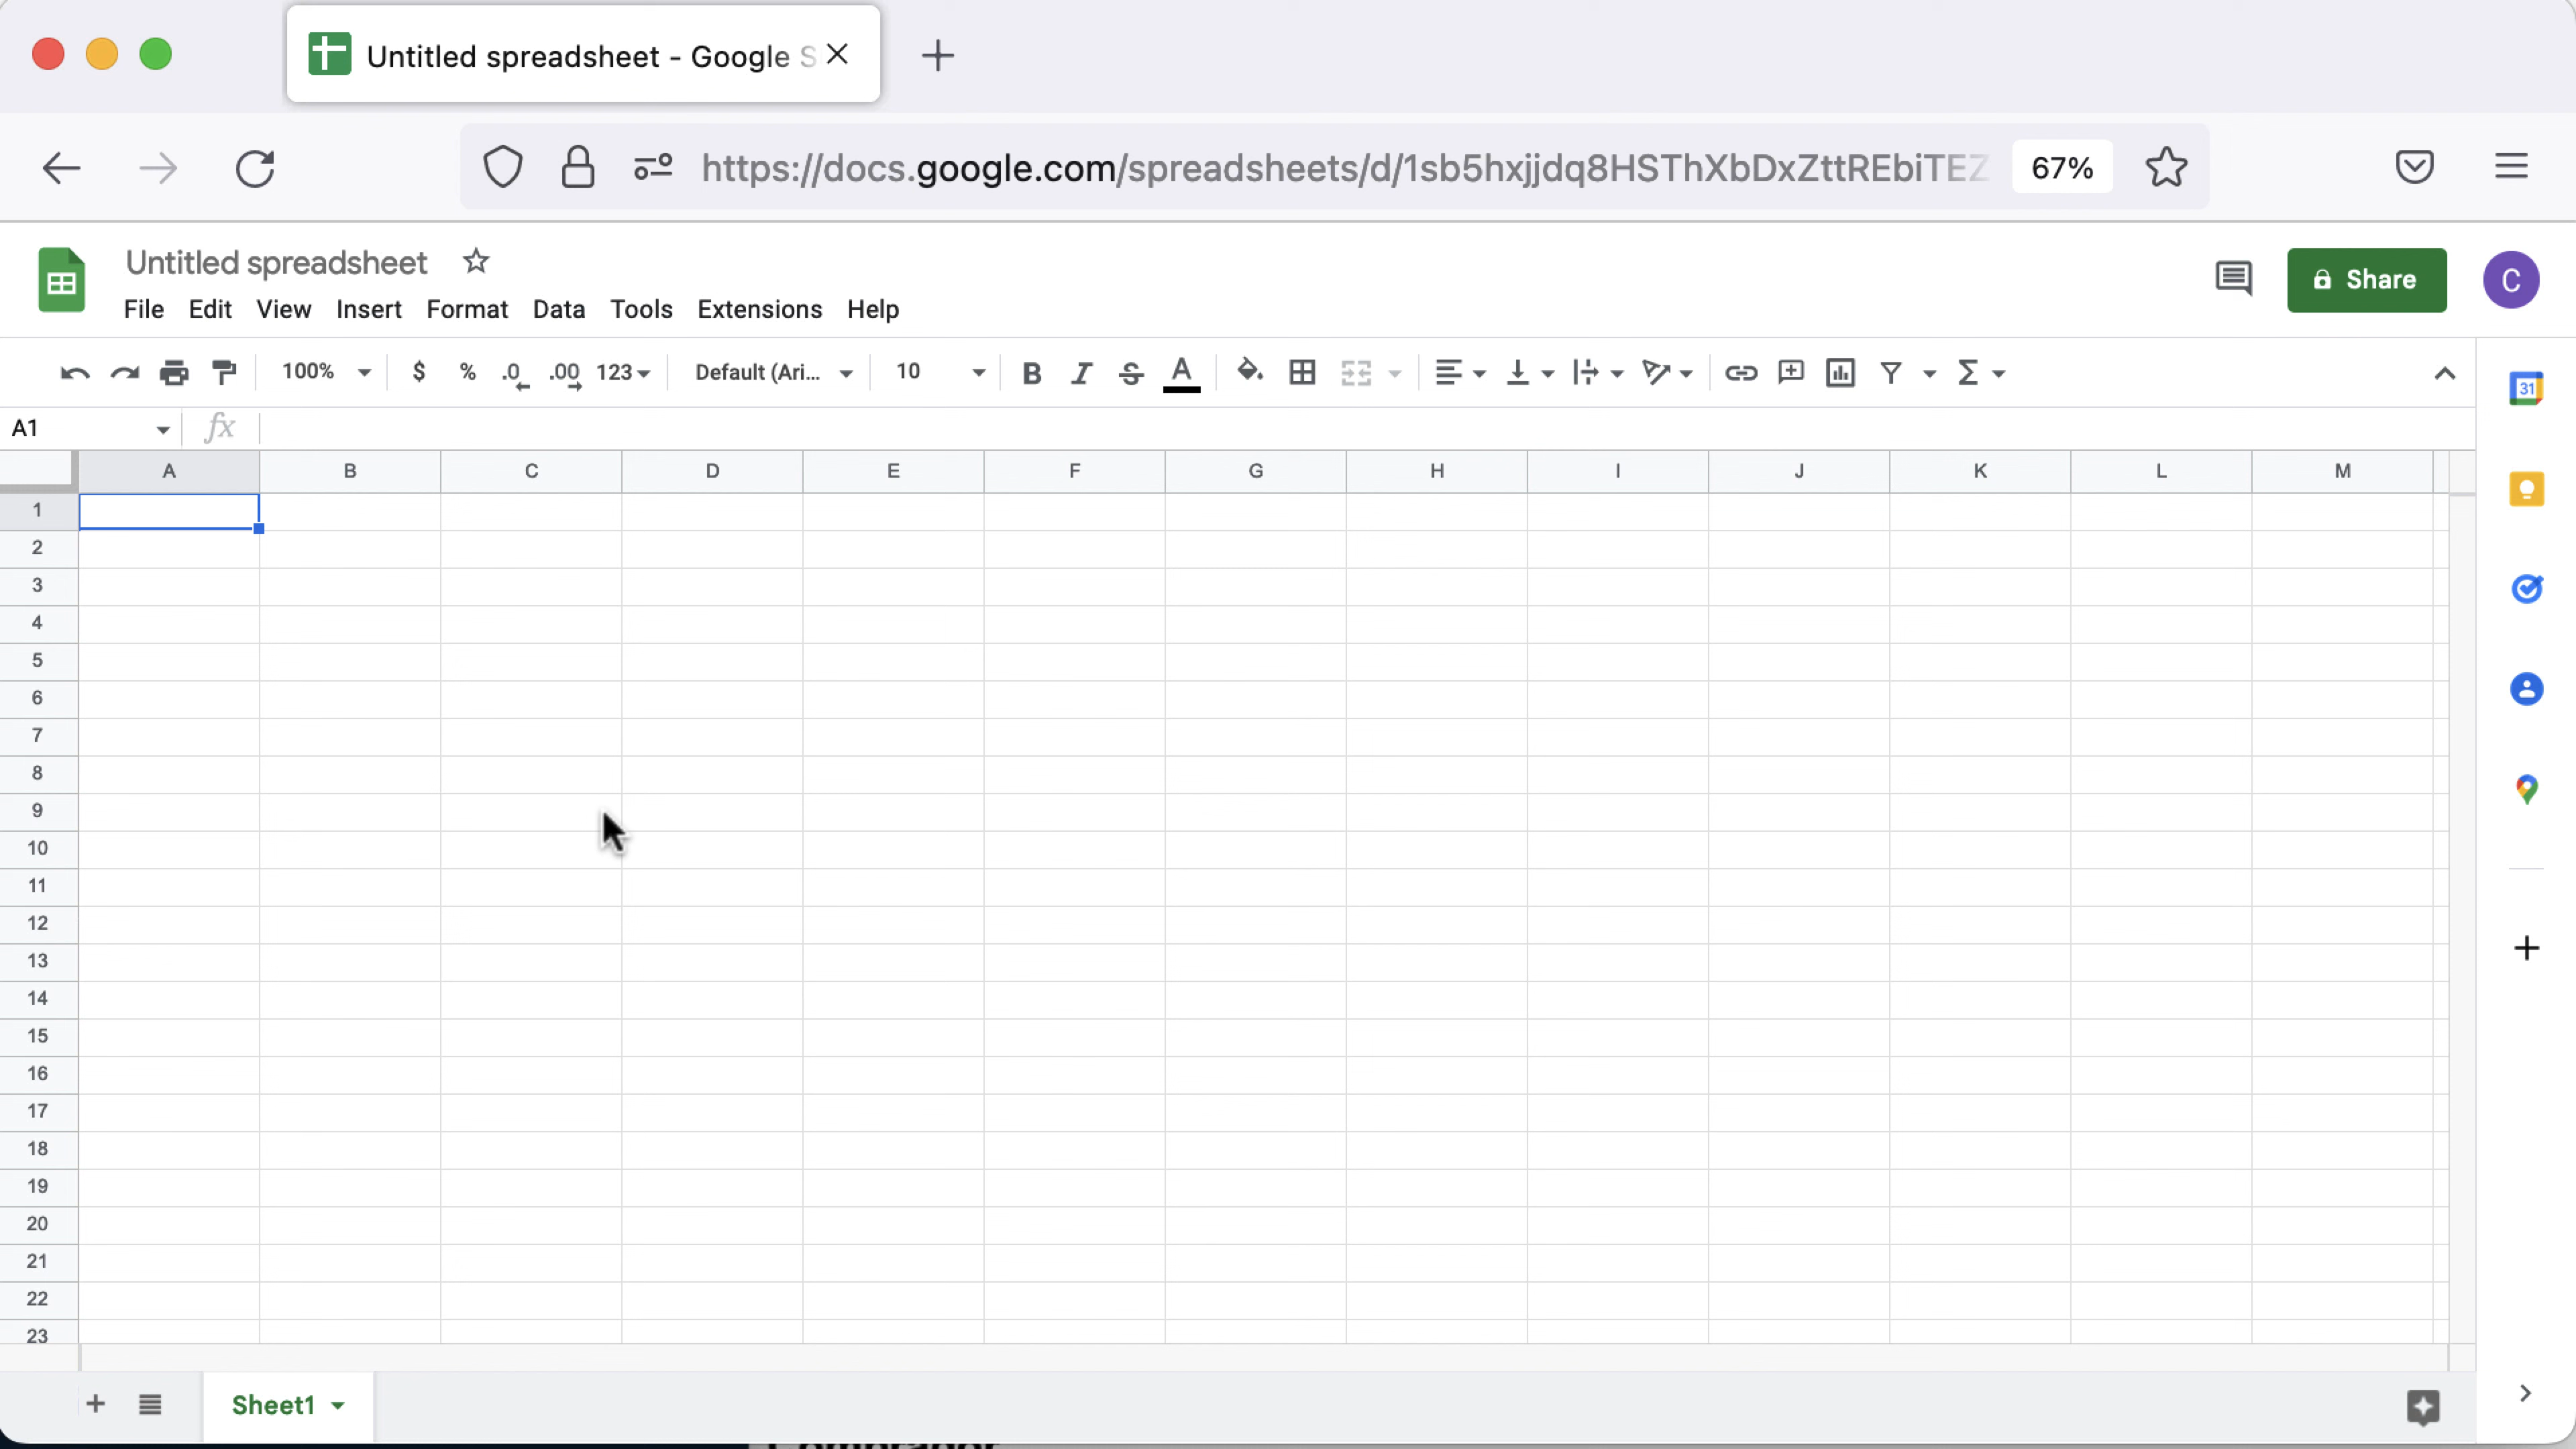 Untitled spreadsheet - Google S
https://docs.google.com/spreadsheets/d/1sb5hxjjdq8HSThXbDxZttREbiTEZ
67%
Untitled spreadsheet
File Edit View Insert Format Data Tools Extensions Help
Share
C
100% $ % .0 .00 123 Default (Ari... 10 B I S A Σ
31
A1 fx
A B C D E F G H I J K L M
1
2
3
4
5
6
7
8
9
10
11
12
13
14
15
16
17
18
19
20
21
22
23
Sheet1